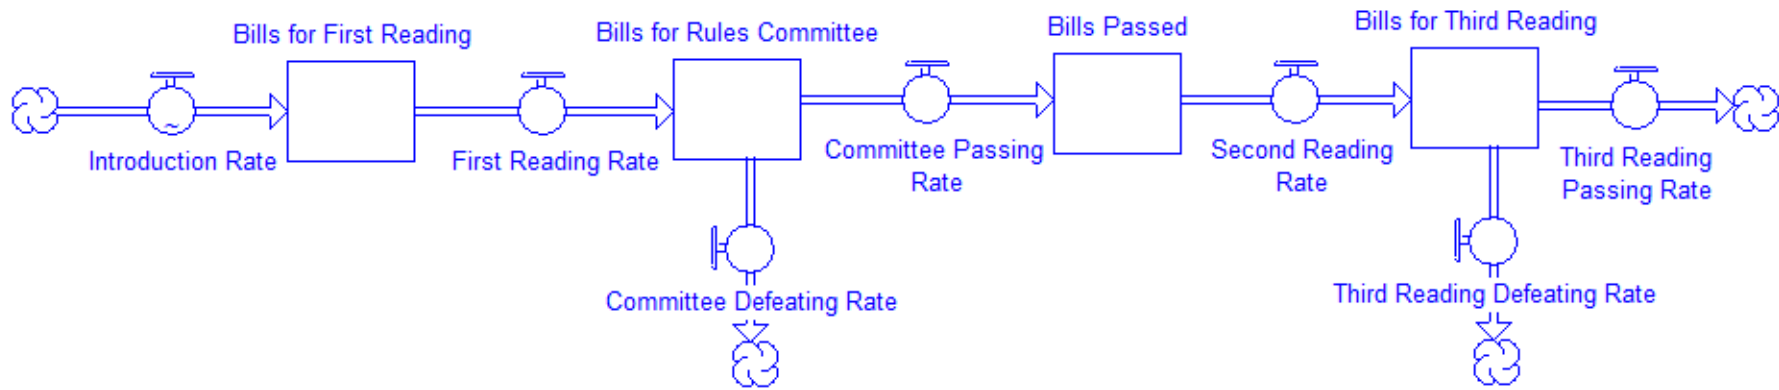 Bills for First Reading
Bills for Rules Committee
Bills Passed
Bills for Third Reading
~
Introduction Rate
First Reading Rate
Committee Passing
Rate
Second Reading
Rate
Third Reading
Passing Rate
Committee Defeating Rate
Third Reading Defeating Rate